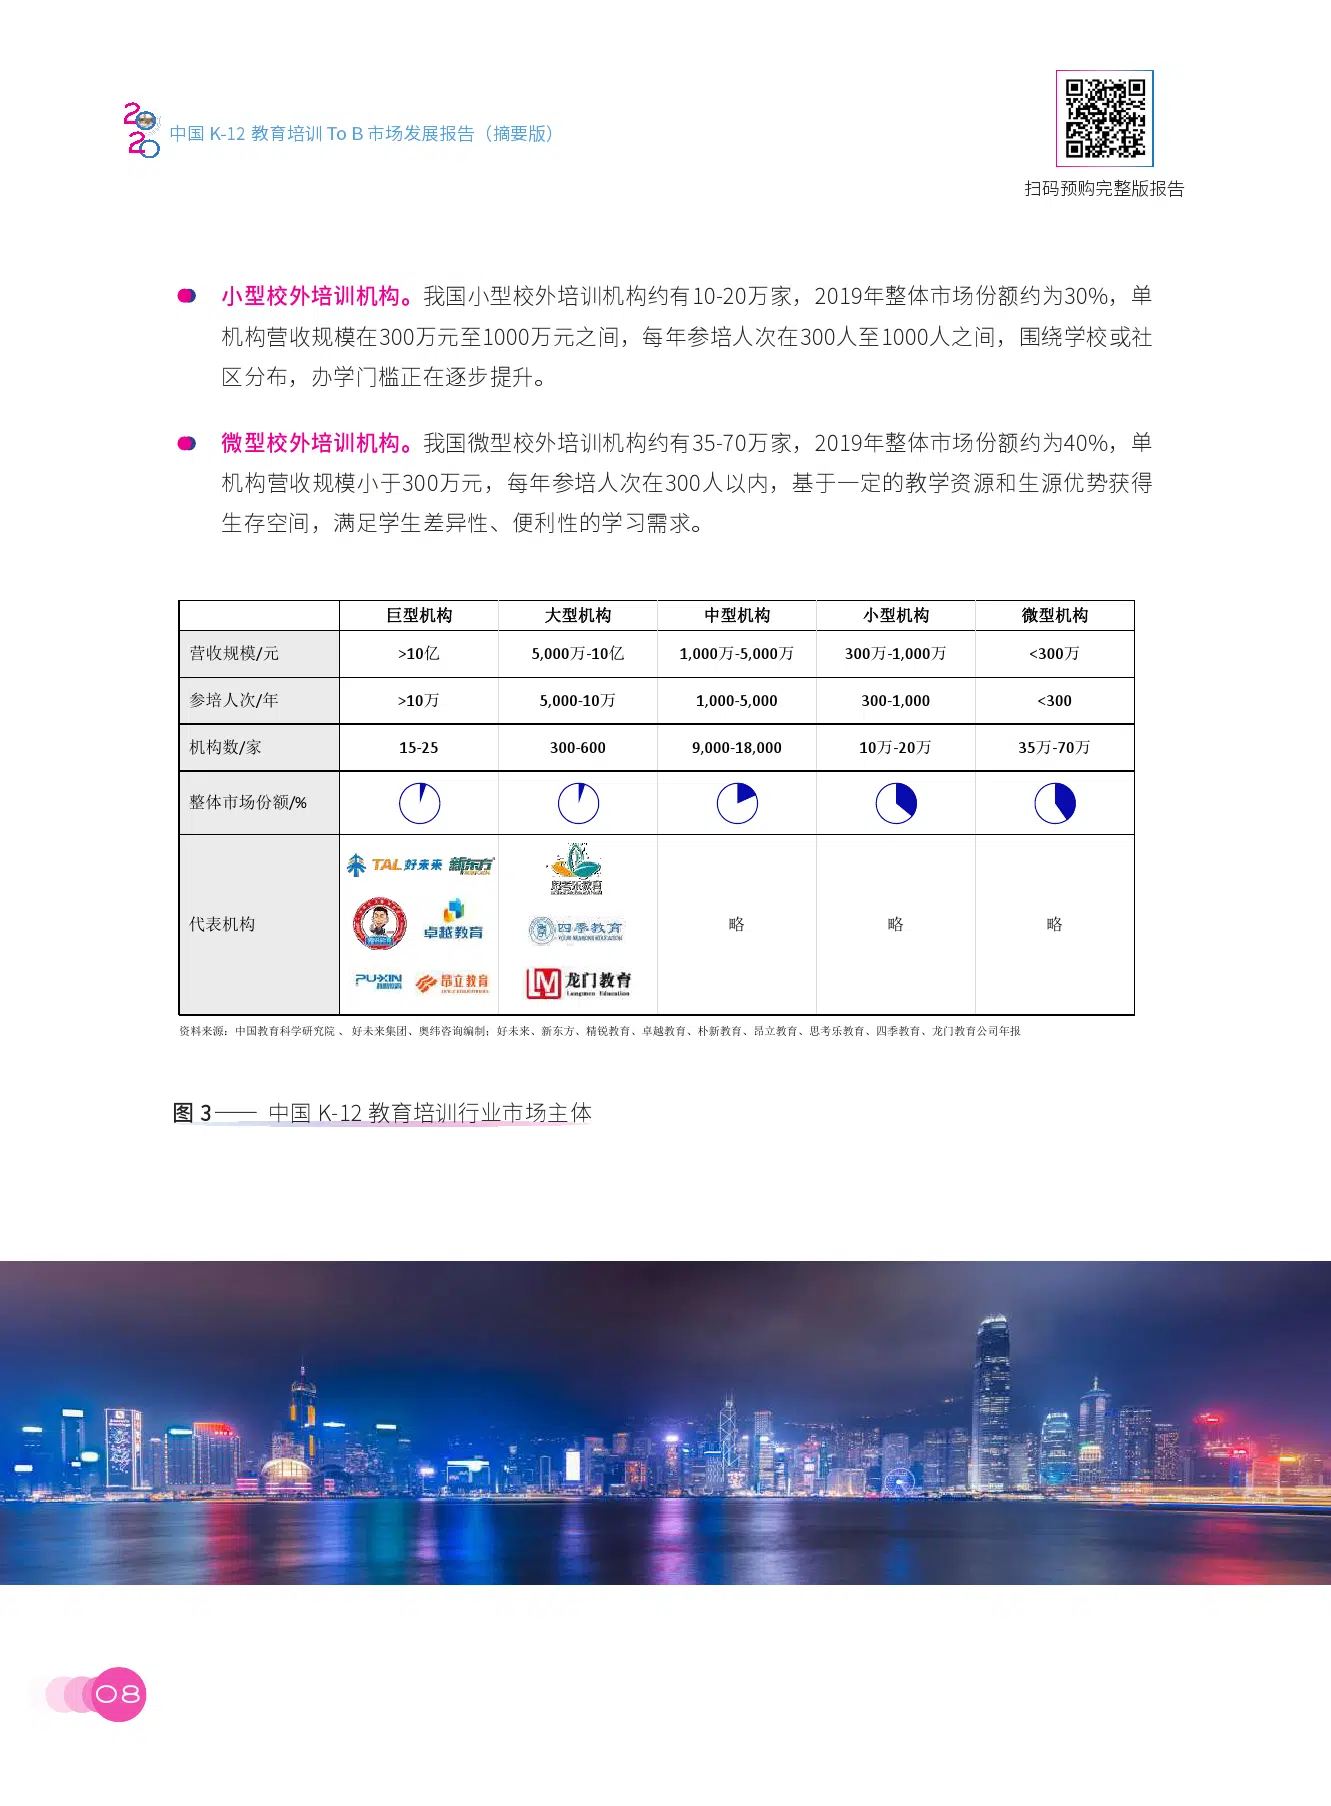 2020
中国 K-12 教育培训 To B 市场发展报告（摘要版）
扫码预购完整版报告
小型校外培训机构。我国小型校外培训机构约有10-20万家，2019年整体市场份额约为30%，单
机构营收规模在300万元至1000万元之间，每年参培人次在300人至1000人之间，围绕学校或社
区分布，办学门槛正在逐步提升。
微型校外培训机构。我国微型校外培训机构约有35-70万家，2019年整体市场份额约为40%，单
机构营收规模小于300万元，每年参培人次在300人以内，基于一定的教学资源和生源优势获得
生存空间，满足学生差异性、便利性的学习需求。
巨型机构 大型机构 中型机构 小型机构 微型机构
营收规模/元 >10亿 5,000万-10亿 1,000万-5,000万 300万-1,000万 <300万
参培人次/年 >10万 5,000-10万 1,000-5,000 300-1,000 <300
机构数/家 15-25 300-600 9,000-18,000 10万-20万 35万-70万
整体市场份额/%
代表机构 略 略 略
TAL 好未来 新东方
思考乐教育
卓越教育
四季教育
PUXIN
昂立教育
LM 龙门教育
Longmen Education
资料来源：中国教育科学研究院 、 好未来集团、奥纬咨询编制；好未来、新东方、精锐教育、卓越教育、朴新教育、昂立教育、思考乐教育、四季教育、龙门教育公司年报
图 3—— 中国 K-12 教育培训行业市场主体
08